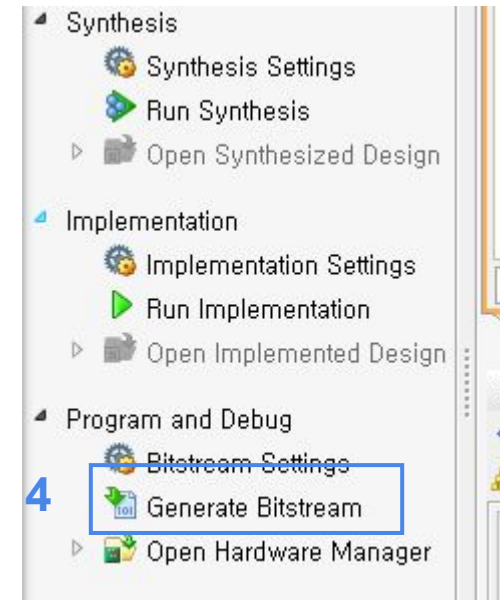 Synthesis
Synthesis Settings
Run Synthesis
Open Synthesized Design
Implementation
Implementation Settings
Run Implementation
Open Implemented Design
Program and Debug
Bitstream Settings
4
Generate Bitstream
Open Hardware Manager